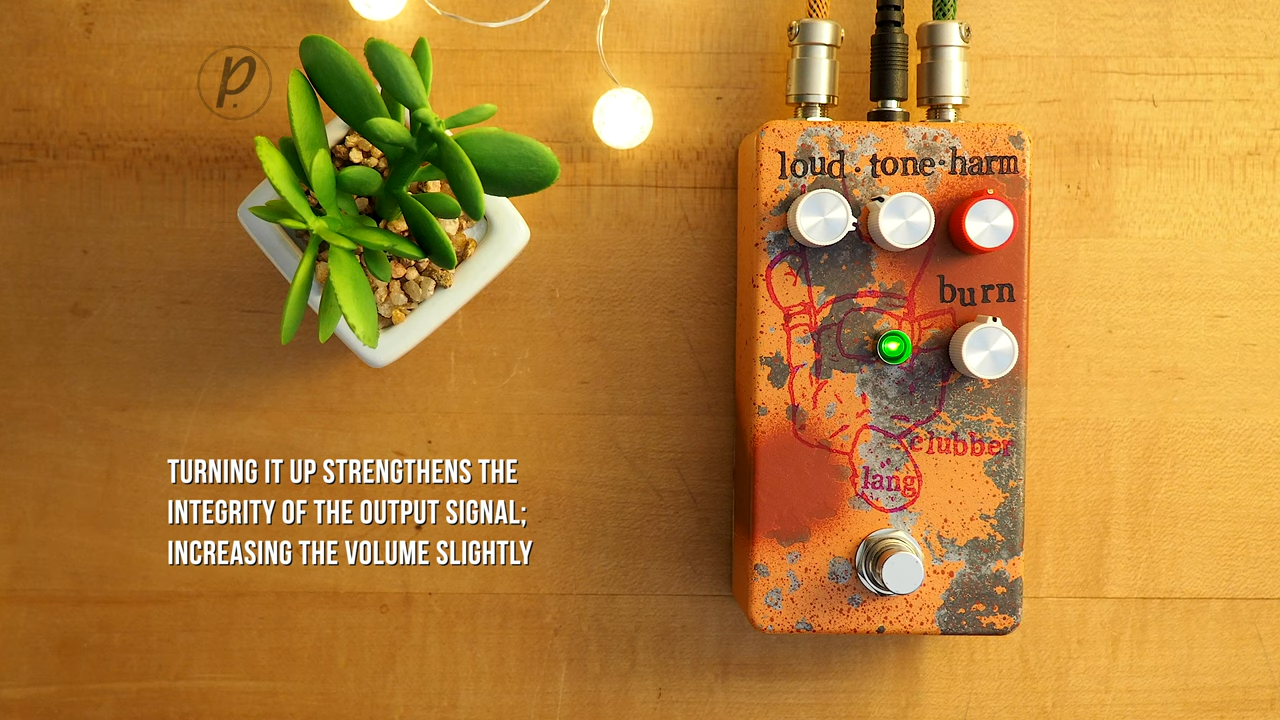 p.
loud . tone · harm
burn
clubber
lang
TURNING IT UP STRENGTHENS THE
INTEGRITY OF THE OUTPUT SIGNAL;
INCREASING THE VOLUME SLIGHTLY